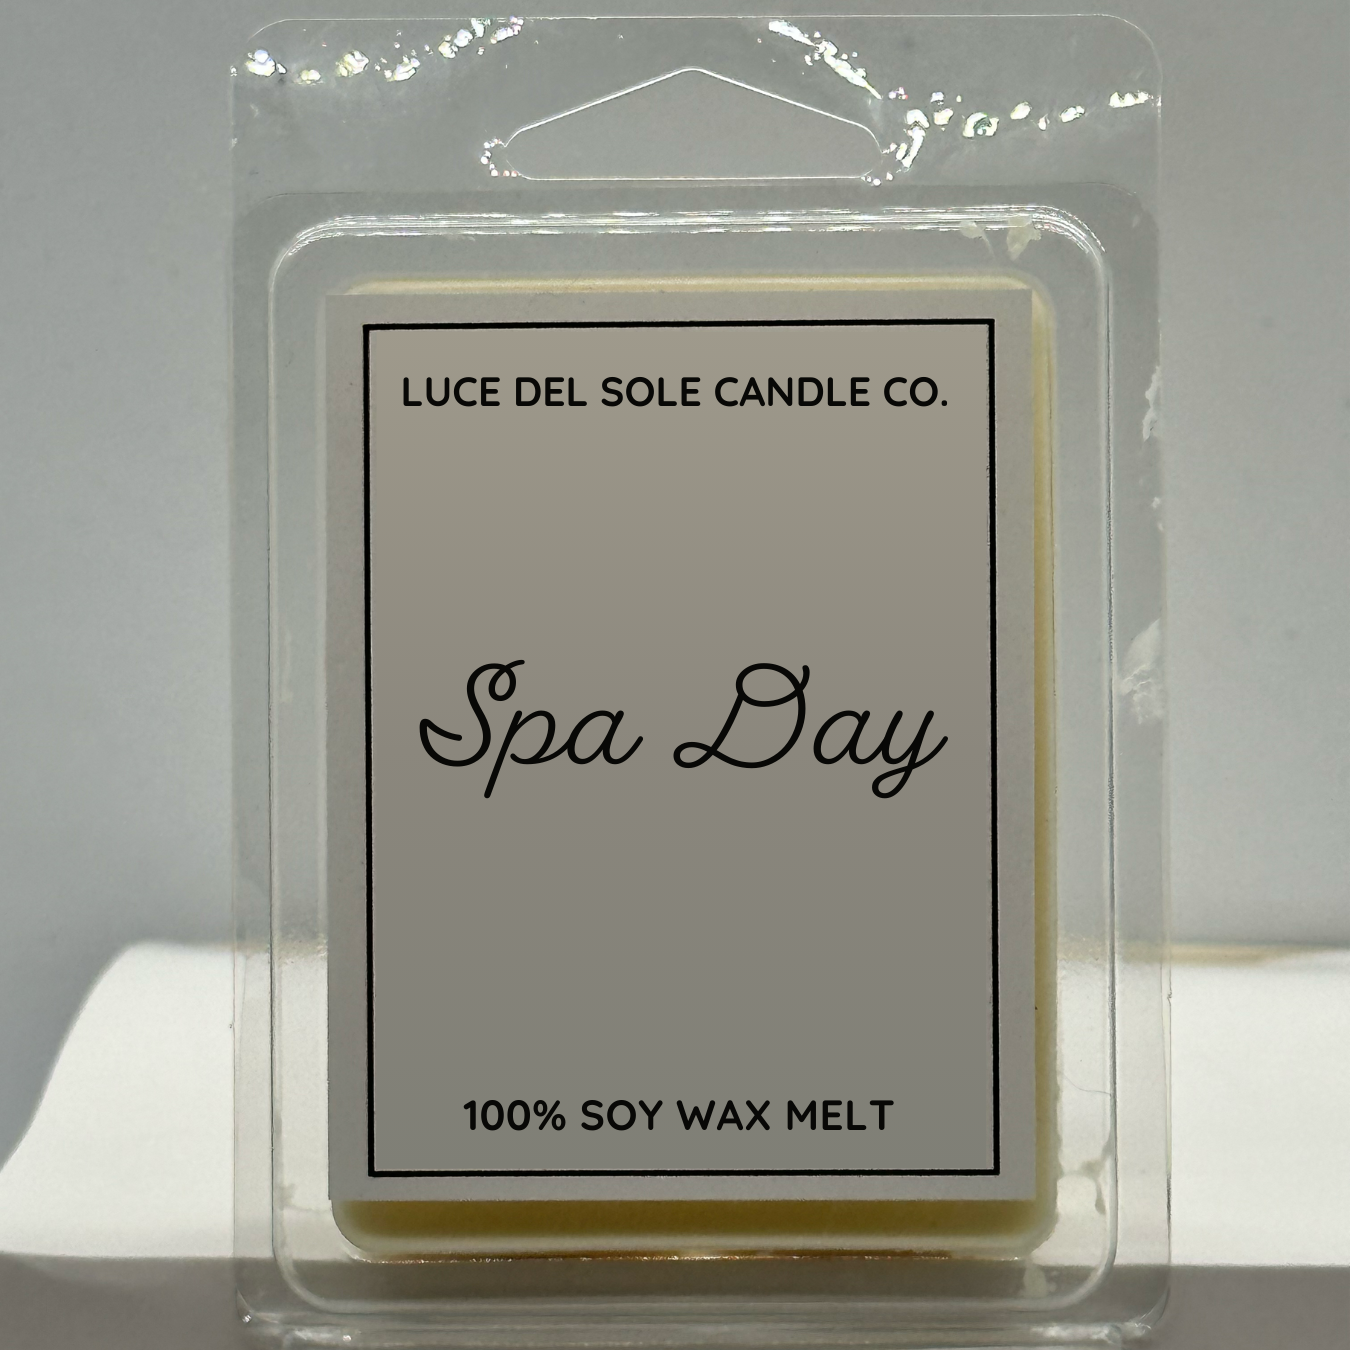 LUCE DEL SOLE CANDLE CO.
Spa Day
100% SOY WAX MELT